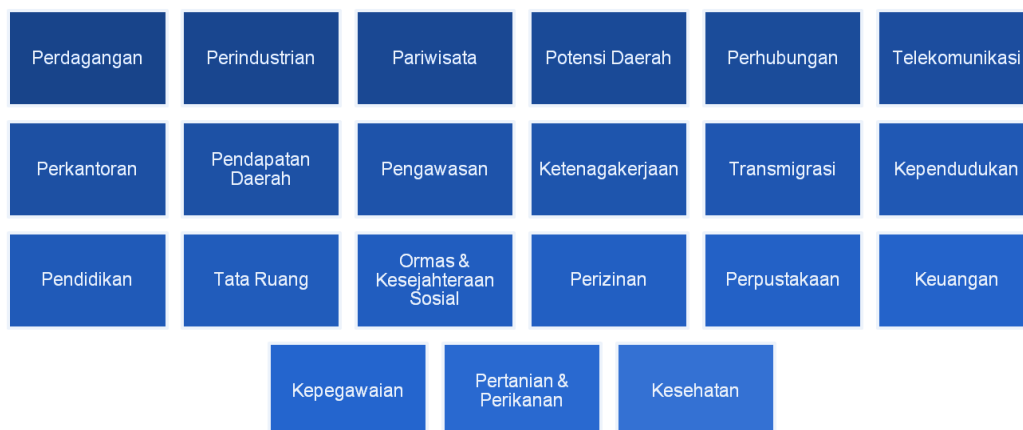 Perdagangan
Perindustrian
Pariwisata
Potensi Daerah
Perhubungan
Telekomunikasi
Perkantoran
Pendapatan
Daerah
Pengawasan
Ketenagakerjaan
Transmigrasi
Kependudukan
Pendidikan
Tata Ruang
Ormas &
Kesejahteraan
Sosial
Perizinan
Perpustakaan
Keuangan
Kepegawaian
Pertanian &
Perikanan
Kesehatan